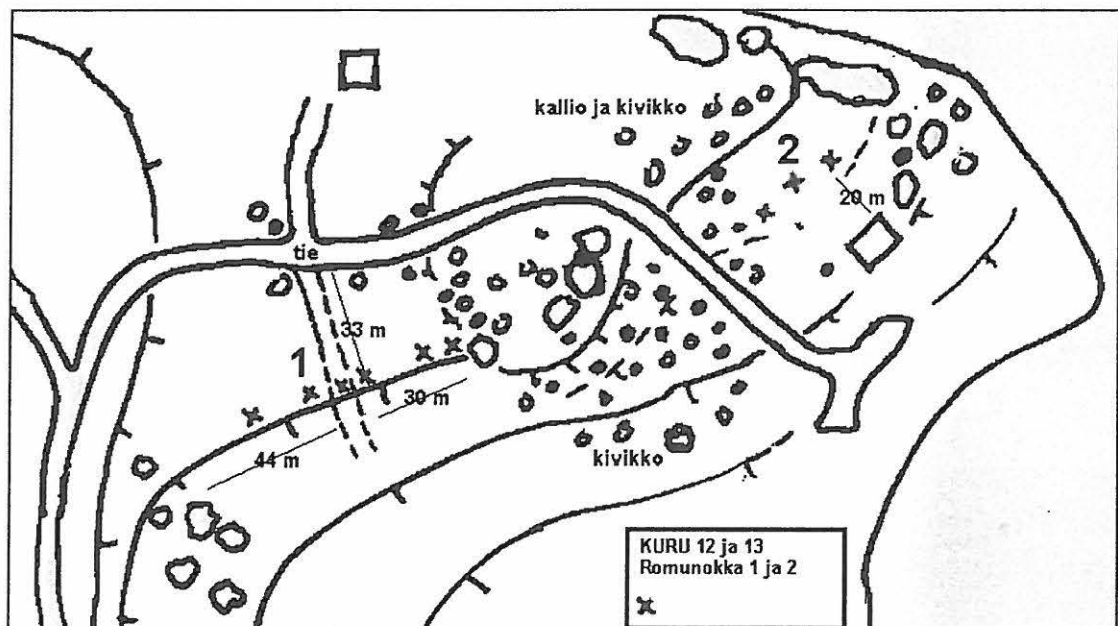 kallio ja kivikko
2
20 m
tie
33 m
1
30 m
44 m
kivikko
KURU 12 ja 13
Romunokka 1 ja 2